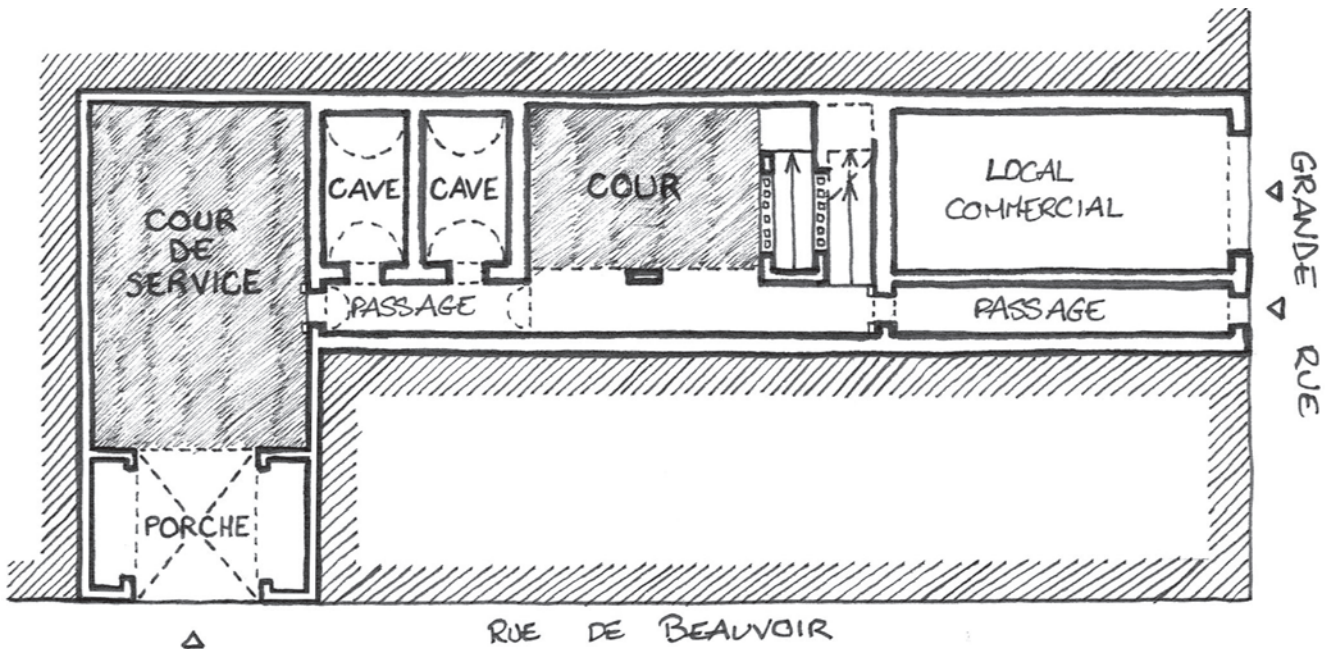 COUR
DE
SERVICE
CAVE
CAVE
COUR
LOCAL
COMMERCIAL
PASSAGE
PASSAGE
PORCHE
GRANDE RUE
RUE DE BEAUVOIR